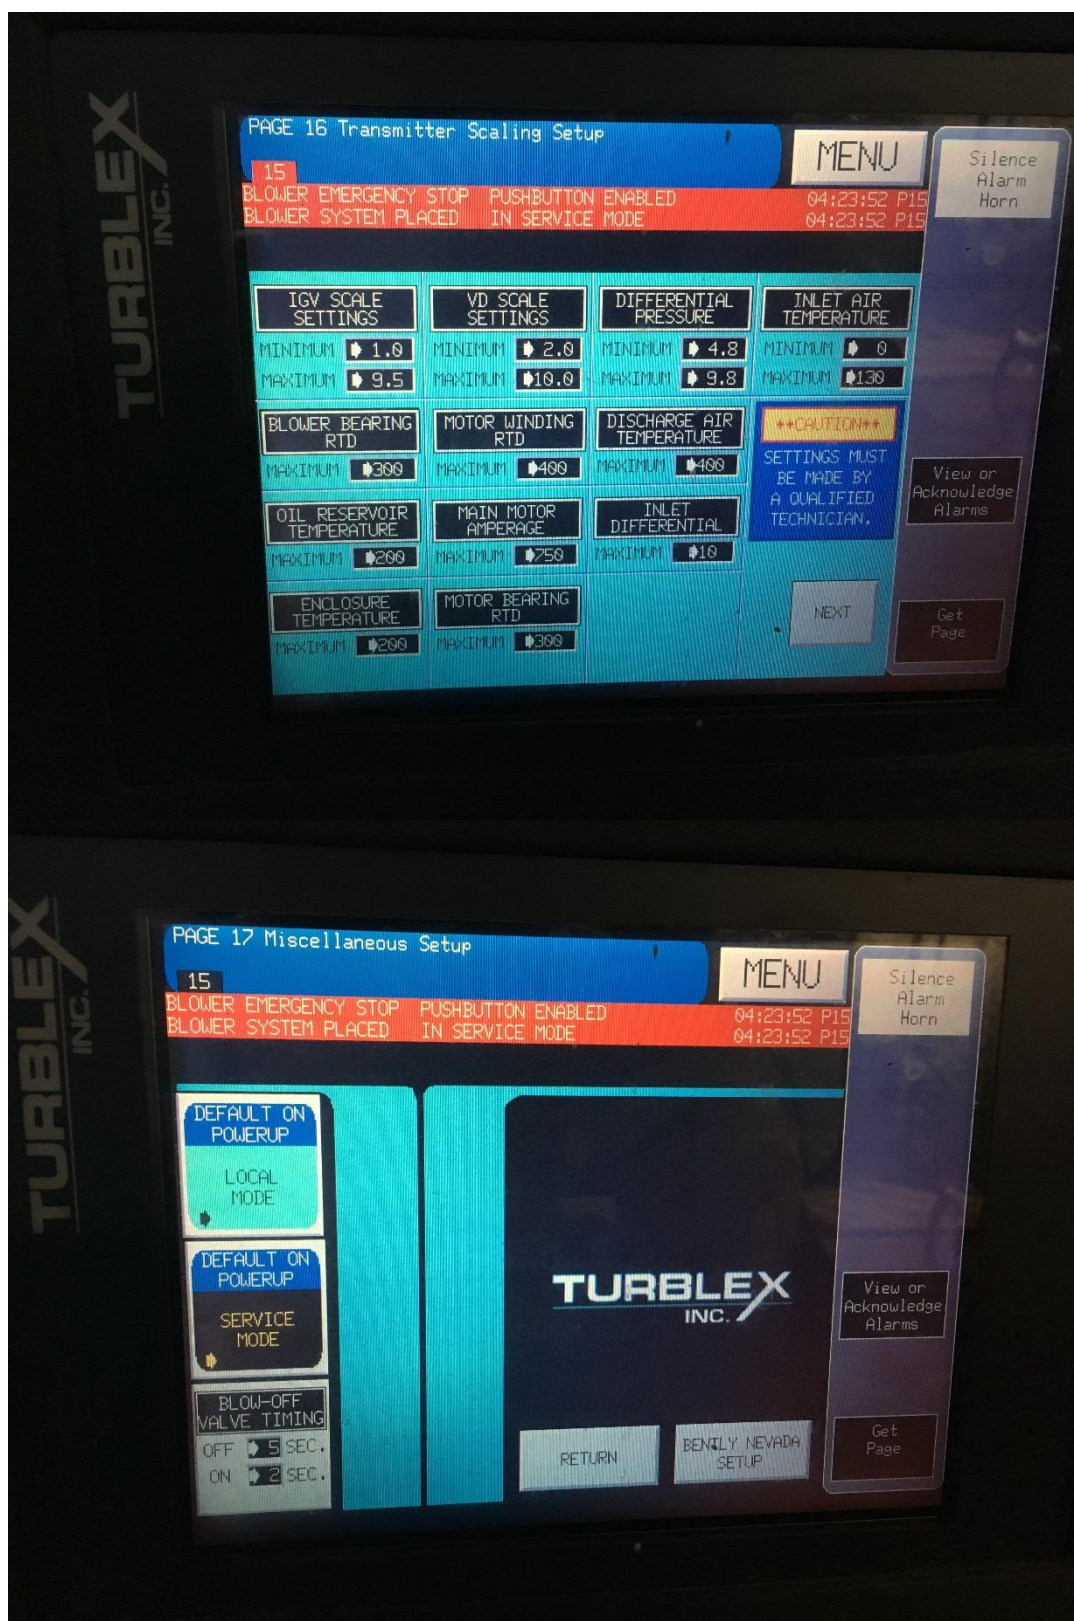 TURBLEX
INC.
PAGE 16 Transmitter Scaling Setup
MENU
Silence
Alarm
Horn
15
BLOWER EMERGENCY STOP PUSHBUTTON ENABLED 04:23:52 P15
BLOWER SYSTEM PLACED IN SERVICE MODE 04:23:52 P15
IGV SCALE
SETTINGS
MINIMUM 1.0
MAXIMUM 9.5
VD SCALE
SETTINGS
MINIMUM 2.0
MAXIMUM 10.0
DIFFERENTIAL
PRESSURE
MINIMUM 4.8
MAXIMUM 9.8
INLET AIR
TEMPERATURE
MINIMUM 0
MAXIMUM 130
BLOWER BEARING
RTD
MAXIMUM 300
MOTOR WINDING
RTD
MAXIMUM 400
DISCHARGE AIR
TEMPERATURE
MAXIMUM 400
**CAUTION**
SETTINGS MUST
BE MADE BY
A QUALIFIED
TECHNICIAN.
View or
Acknowledge
Alarms
OIL RESERVOIR
TEMPERATURE
MAXIMUM 200
MAIN MOTOR
AMPERAGE
MAXIMUM 750
INLET
DIFFERENTIAL
MAXIMUM 10
ENCLOSURE
TEMPERATURE
MAXIMUM 200
MOTOR BEARING
RTD
MAXIMUM 300
NEXT
Get
Page
TURBLEX
INC.
PAGE 17 Miscellaneous Setup
MENU
Silence
Alarm
Horn
15
BLOWER EMERGENCY STOP PUSHBUTTON ENABLED 04:23:52 P15
BLOWER SYSTEM PLACED IN SERVICE MODE 04:23:52 P15
DEFAULT ON
POWERUP
LOCAL
MODE
DEFAULT ON
POWERUP
SERVICE
MODE
TURBLEX
INC.
View or
Acknowledge
Alarms
BLOW-OFF
VALVE TIMING
OFF 5 SEC.
ON 2 SEC.
RETURN
BENTLY NEVADA
SETUP
Get
Page